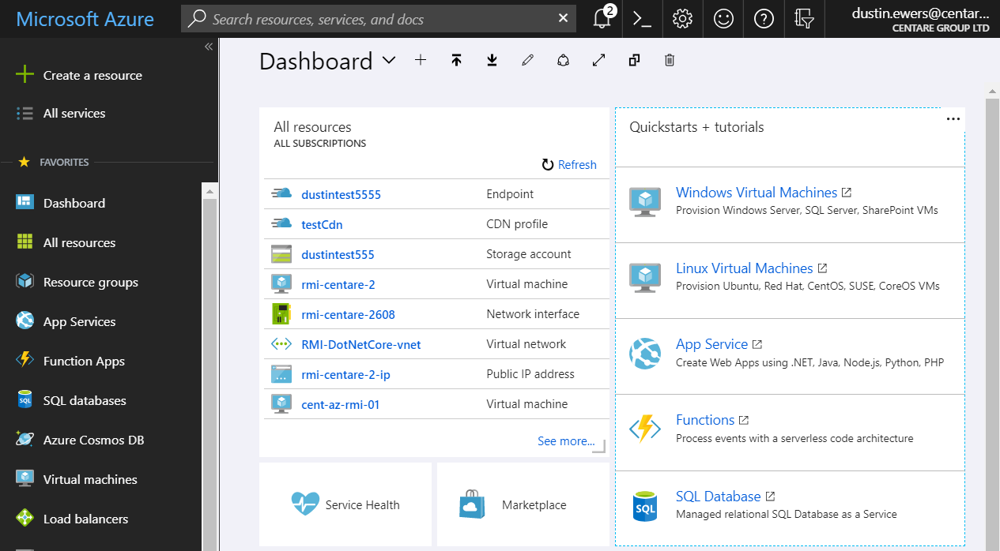 Microsoft Azure
Search resources, services, and docs
2
dustin.ewers@centar...
CENTARE GROUP LTD
Create a resource
All services
FAVORITES
Dashboard
All resources
Resource groups
App Services
Function Apps
SQL
SQL databases
Azure Cosmos DB
Virtual machines
Load balancers
Dashboard
All resources
ALL SUBSCRIPTIONS
Refresh
dustintest5555 Endpoint
testCdn CDN profile
dustintest555 Storage account
rmi-centare-2 Virtual machine
rmi-centare-2608 Network interface
RMI-DotNetCore-vnet Virtual network
rmi-centare-2-ip Public IP address
cent-az-rmi-01 Virtual machine
See more...
Service Health
Marketplace
Quickstarts + tutorials
Windows Virtual Machines
Provision Windows Server, SQL Server, SharePoint VMs
Linux Virtual Machines
Provision Ubuntu, Red Hat, CentOS, SUSE, CoreOS VMs
App Service
Create Web Apps using .NET, Java, Node.js, Python, PHP
Functions
Process events with a serverless code architecture
SQL
SQL Database
Managed relational SQL Database as a Service